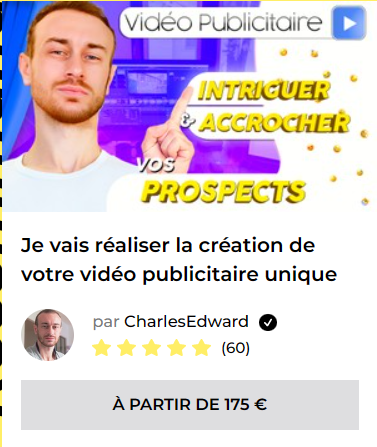 Vidéo Publicitaire
INTRIGUER
& ACCROCHER
VOS
PROSPECTS
Je vais réaliser la création de
votre vidéo publicitaire unique
par CharlesEdward
(60)
À PARTIR DE 175 €